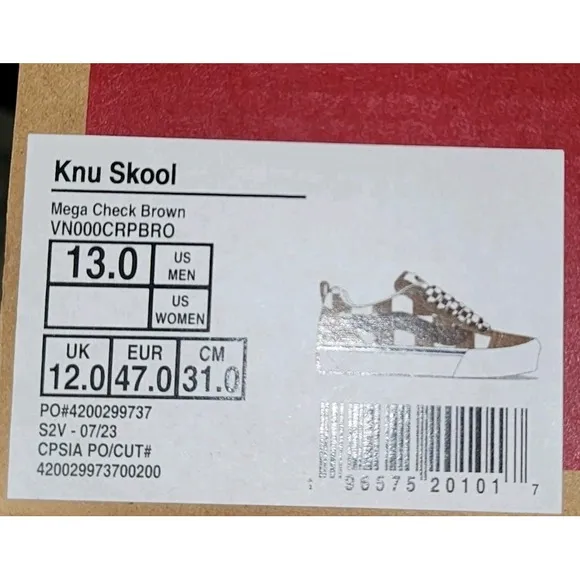 Knu Skool
Mega Check Brown
VN000CRPBRO
13.0 US MEN
US WOMEN
UK 12.0 EUR 47.0 CM 31.0
PO#4200299737
S2V - 07/23
CPSIA PO/CUT#
420029973700200
96575 20101 7